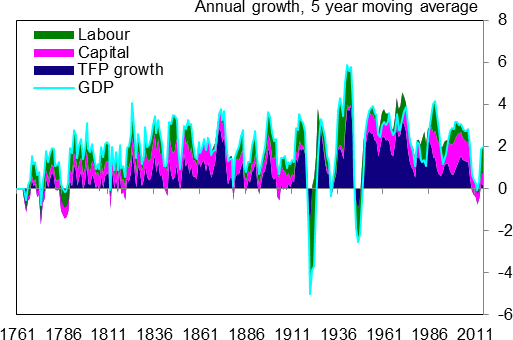 Annual growth, 5 year moving average
Labour
Capital
TFP growth
GDP
8
6
4
2
0
-2
-4
-6
1761 1786 1811 1836 1861 1886 1911 1936 1961 1986 2011